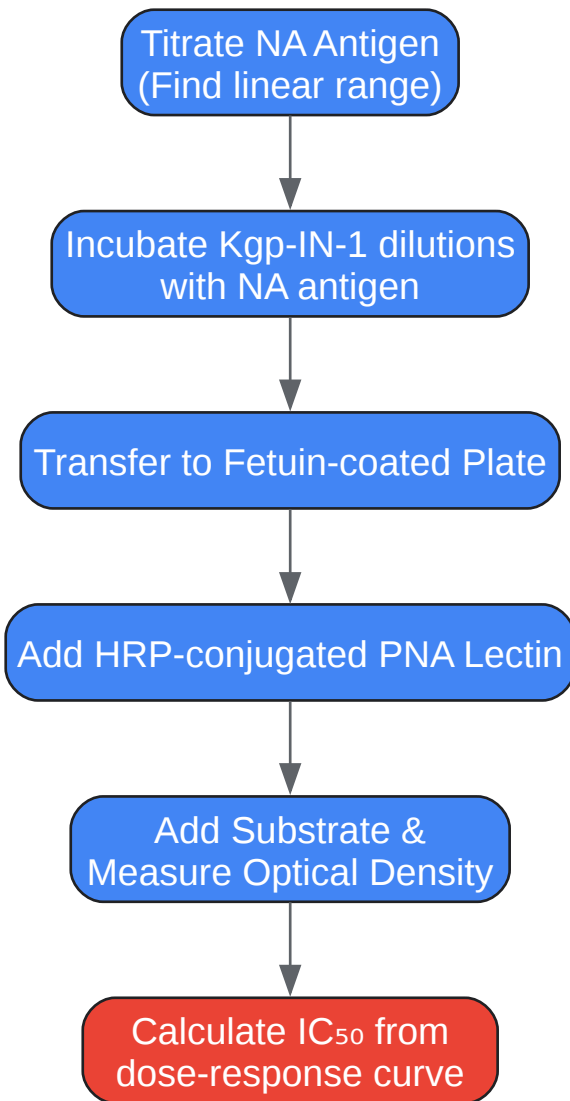 Titrate NA Antigen
(Find linear range)
Incubate Kgp-IN-1 dilutions
with NA antigen
Transfer to Fetuin-coated Plate
Add HRP-conjugated PNA Lectin
Add Substrate &
Measure Optical Density
Calculate IC₅₀ from
dose-response curve